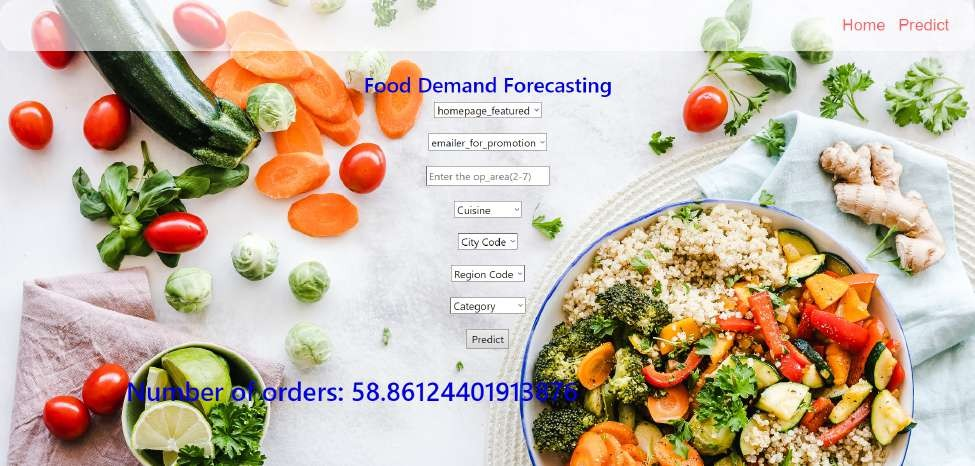 Home Predict
Food Demand Forecasting
homepage_featured
emailer_for_promotion
Enter the op_area(2-7)
Cuisine
City Code
Region Code
Category
Predict
Number of orders: 58.86124401913876